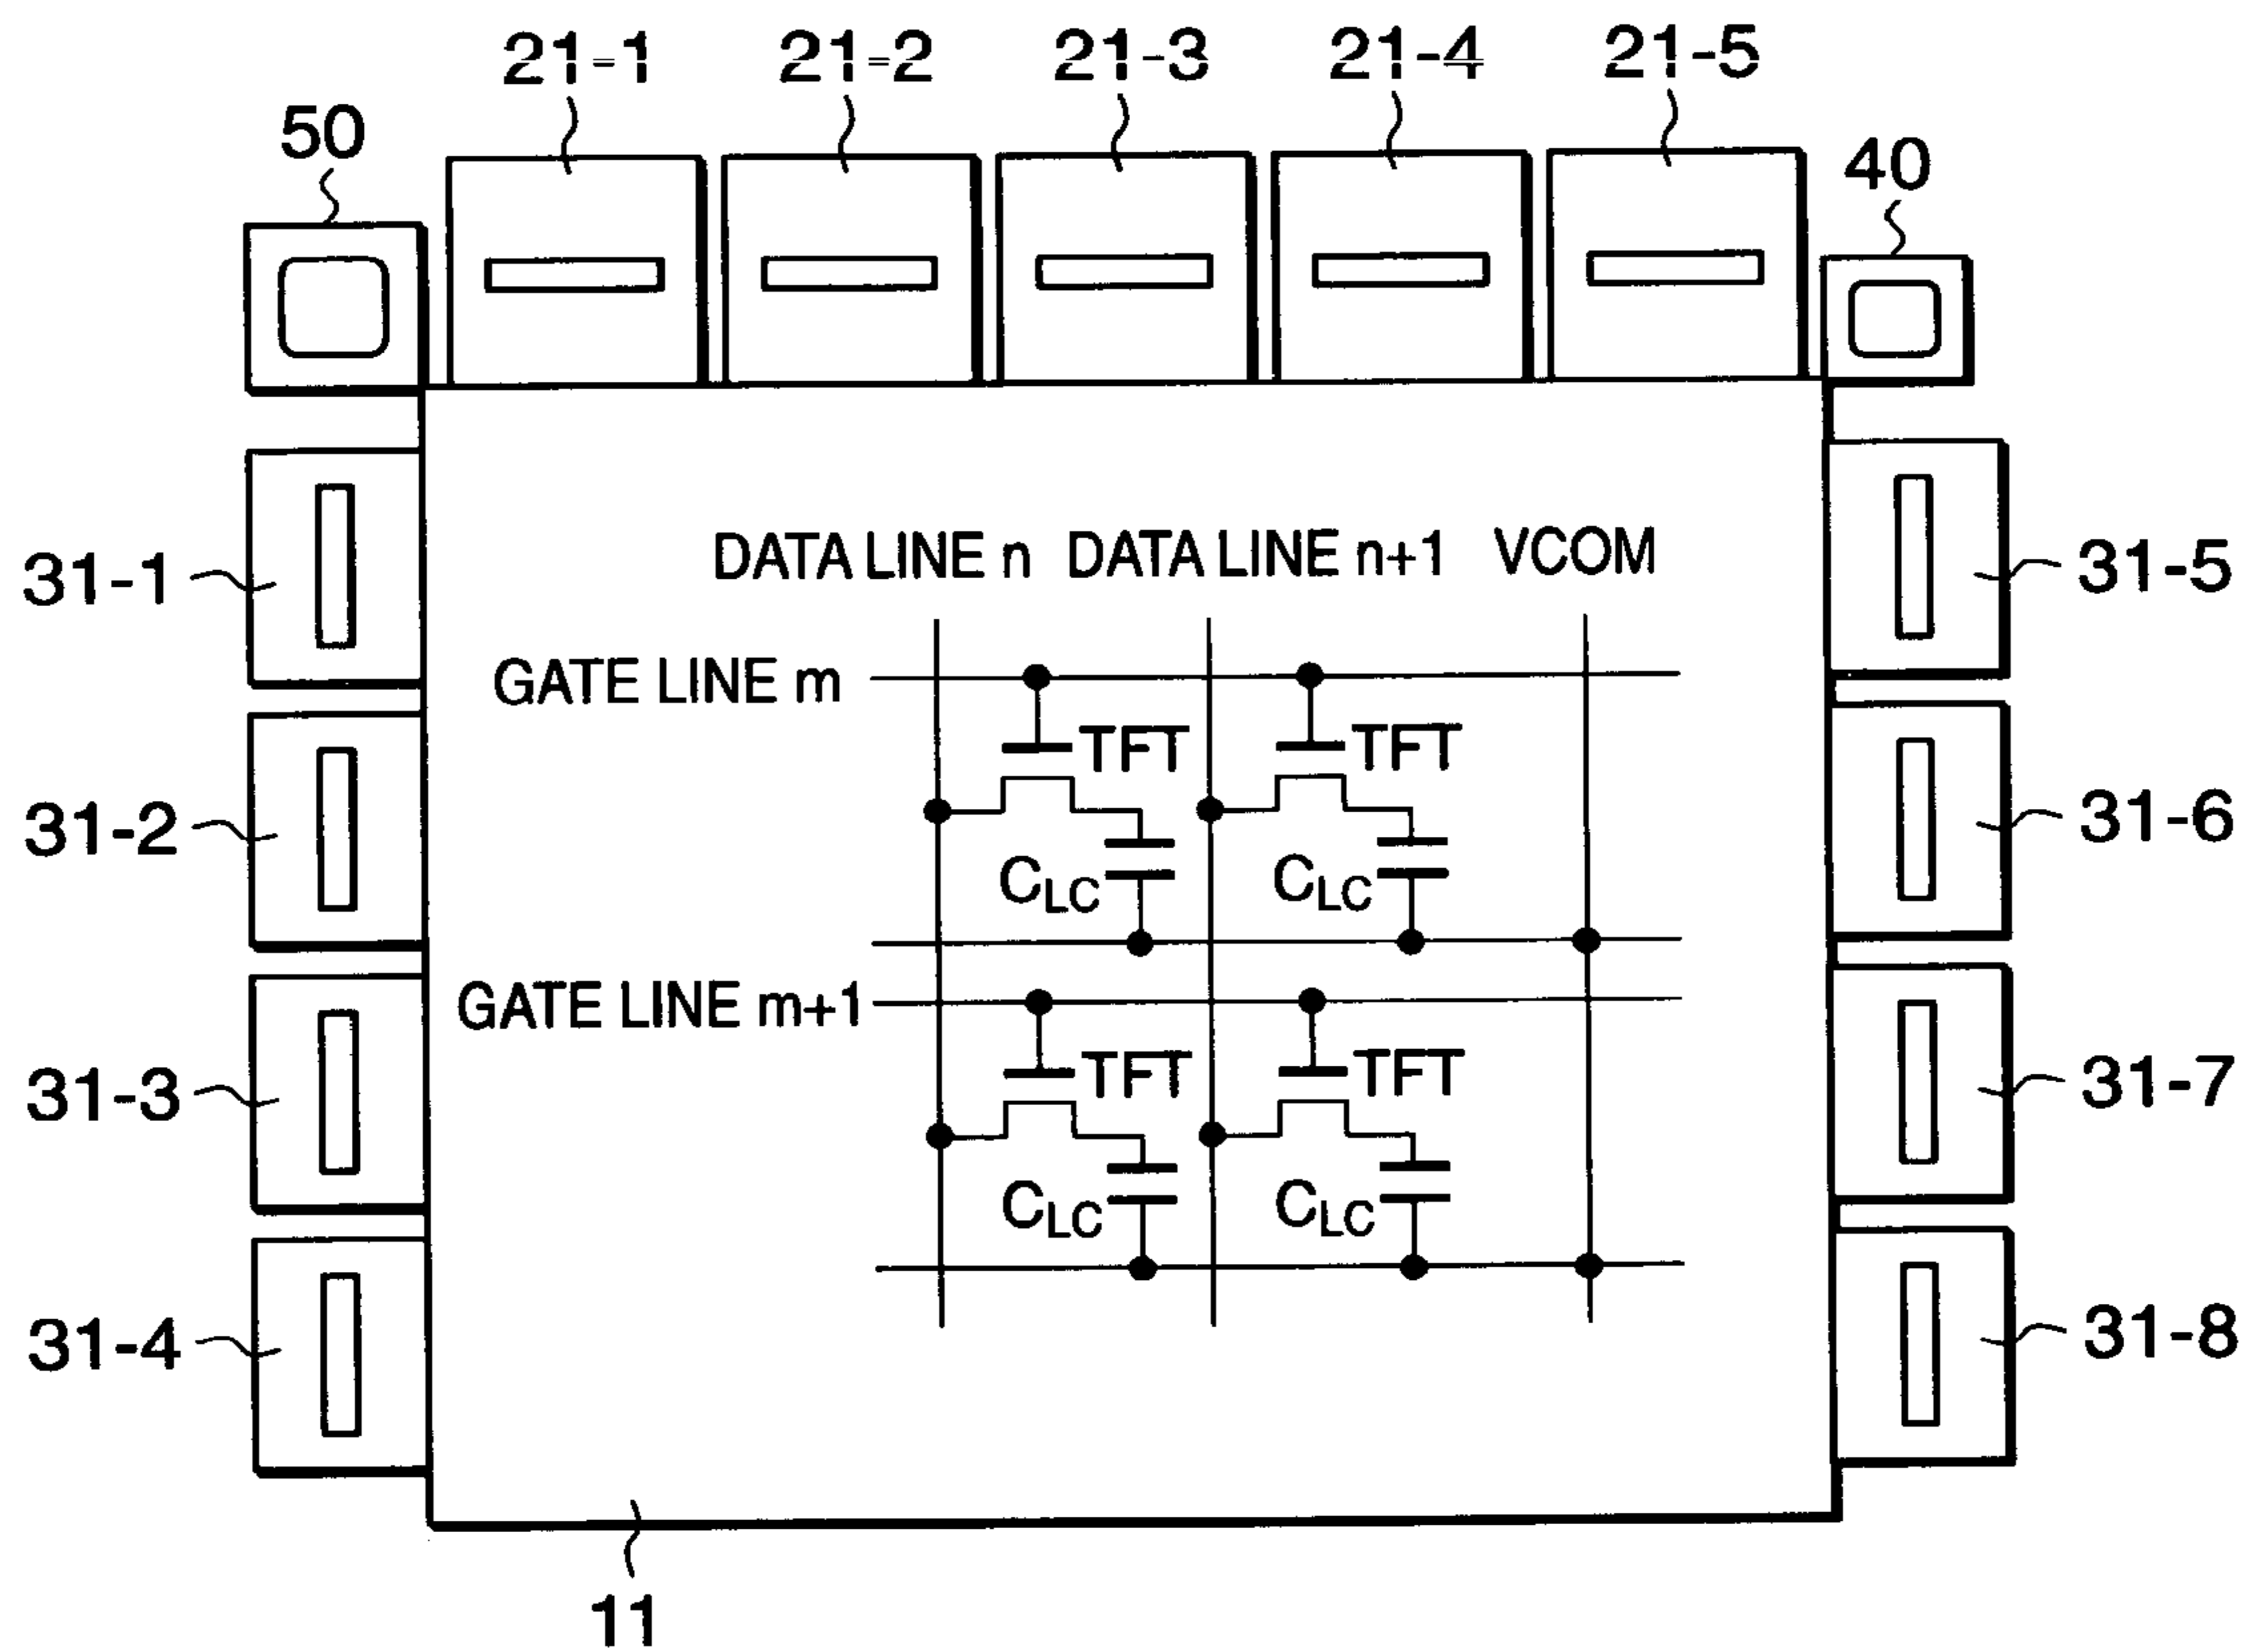 21-1 21-2 21-3 21-4 21-5
50
40
DATA LINE n DATA LINE n+1 VCOM
31-1
31-5
GATE LINE m
TFT TFT
31-2
31-6
CLC CLC
GATE LINE m+1
31-3
TFT TFT
31-7
CLC CLC
31-4
31-8
11